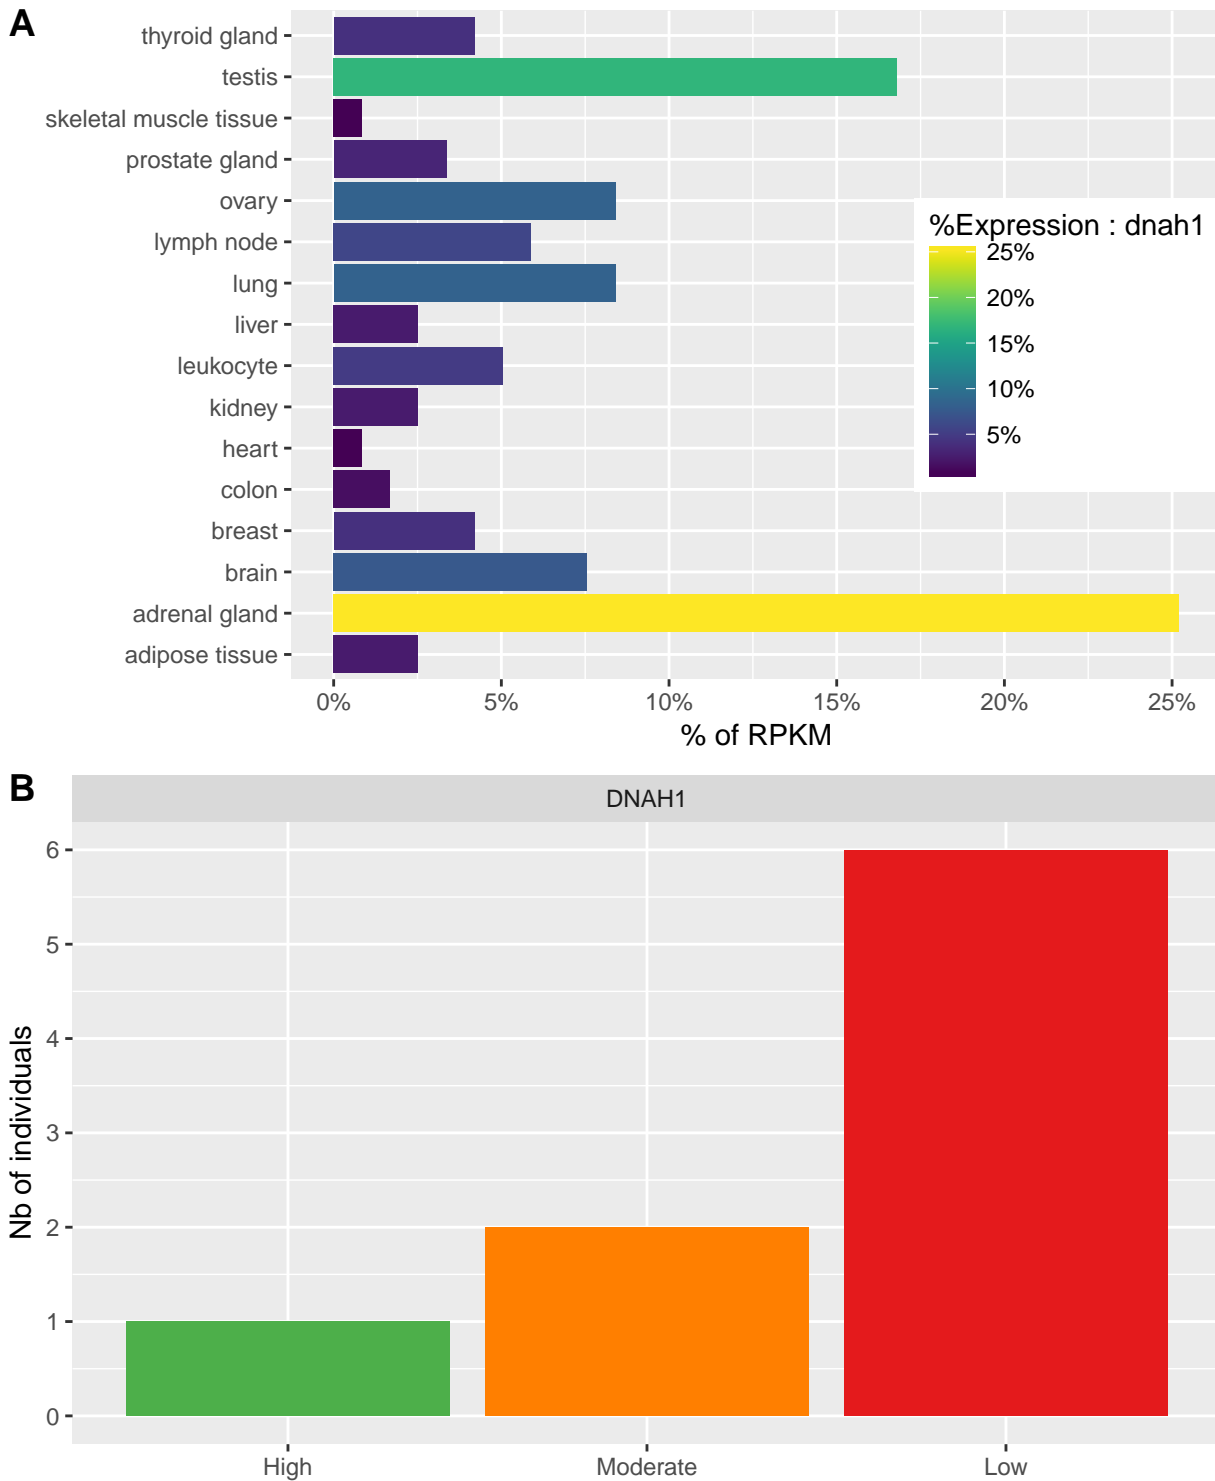 A
thyroid gland
testis
skeletal muscle tissue
prostate gland
ovary
lymph node
lung
liver
leukocyte
kidney
heart
colon
breast
brain
adrenal gland
adipose tissue
0% 5% 10% 15% 20% 25%
% of RPKM
%Expression : dnah1
25%
20%
15%
10%
5%
B
DNAH1
Nb of individuals
6
5
4
3
2
1
0
High Moderate Low